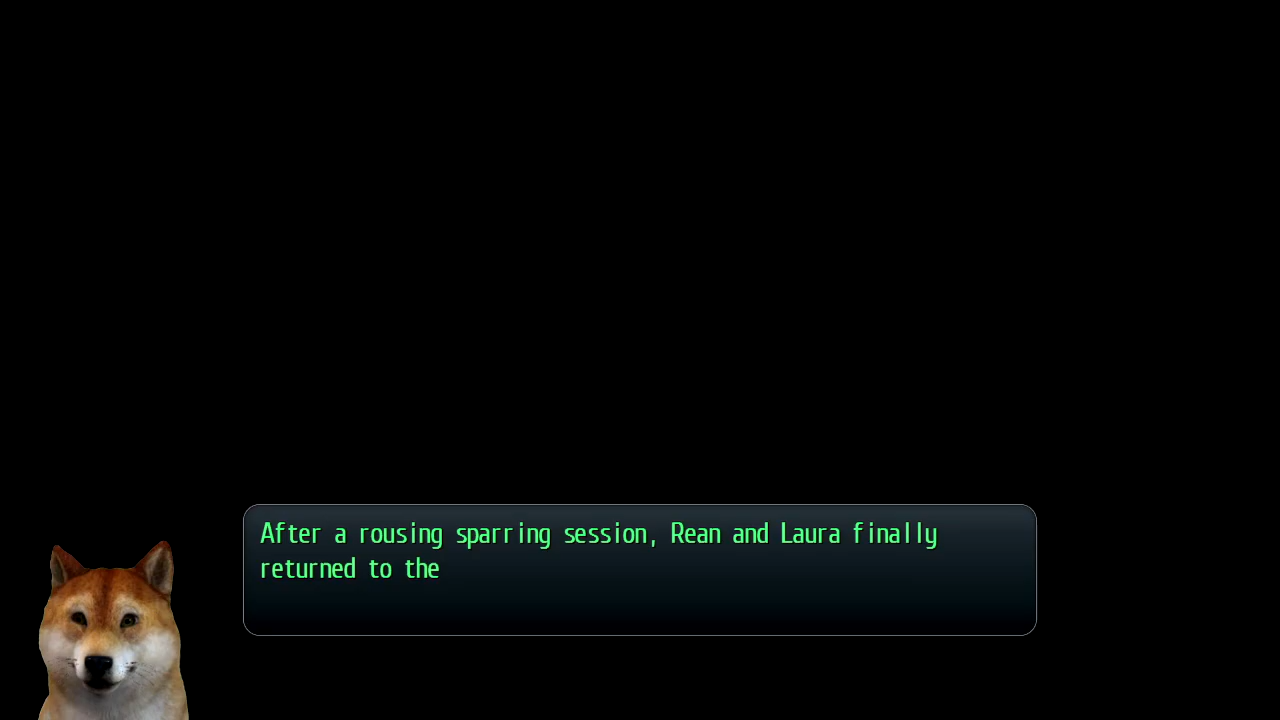 After a rousing sparring session, Rean and Laura finally
returned to the